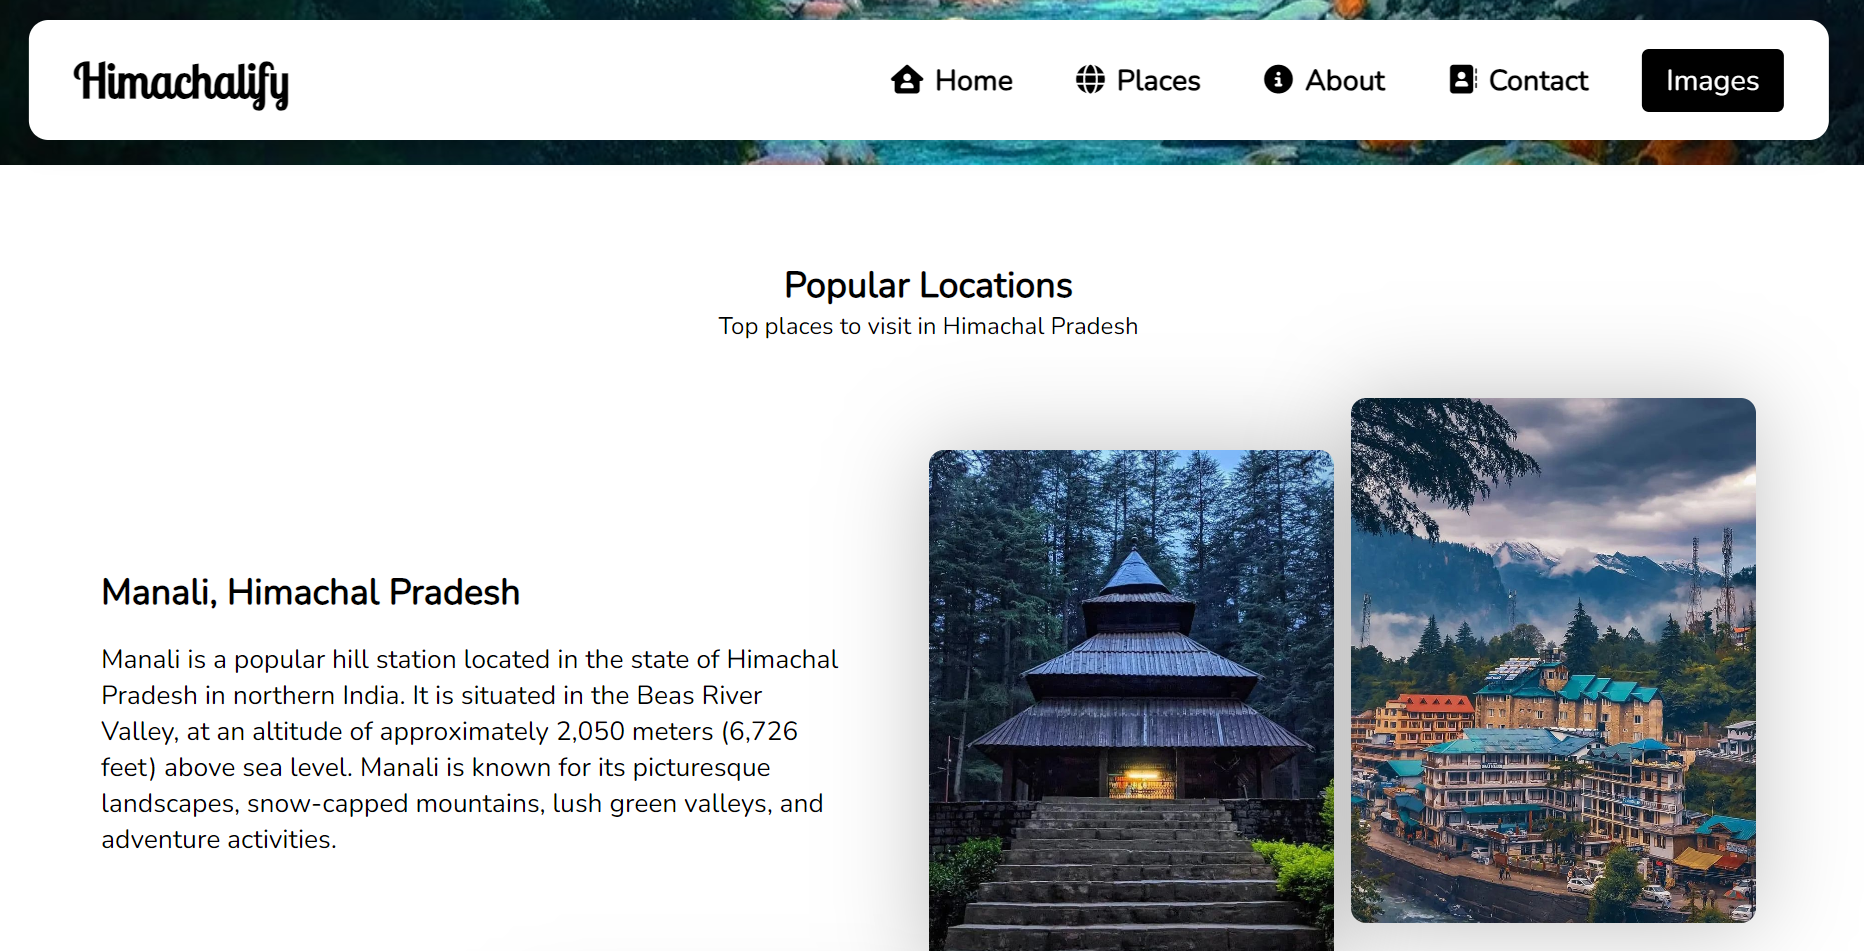 Himachalify
Home
Places
About
Contact
Images
Popular Locations
Top places to visit in Himachal Pradesh
Manali, Himachal Pradesh
Manali is a popular hill station located in the state of Himachal
Pradesh in northern India. It is situated in the Beas River
Valley, at an altitude of approximately 2,050 meters (6,726
feet) above sea level. Manali is known for its picturesque
landscapes, snow-capped mountains, lush green valleys, and
adventure activities.